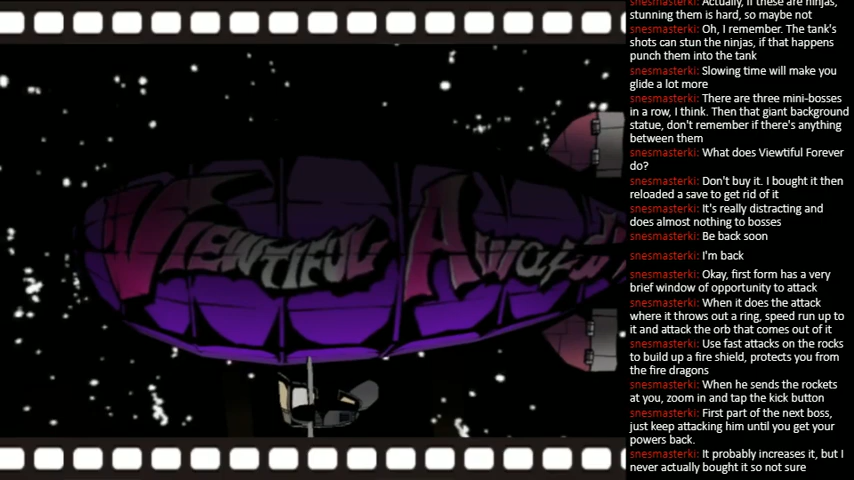 VIEWTIFUL Award
snesmasterki: Actually, if these are ninjas,
stunning them is hard, so maybe not
snesmasterki: Oh, I remember. The tank's
shots can stun the ninjas, if that happens
punch them into the tank
snesmasterki: Slowing time will make you
glide a lot more
snesmasterki: There are three mini-bosses
in a row, I think. Then that giant background
statue, don't remember if there's anything
between them
snesmasterki: What does Viewtiful Forever
do?
snesmasterki: Don't buy it. I bought it then
reloaded a save to get rid of it
snesmasterki: It's really distracting and
does almost nothing to bosses
snesmasterki: Be back soon
snesmasterki: I'm back
snesmasterki: Okay, first form has a very
brief window of opportunity to attack
snesmasterki: When it does the attack
where it throws out a ring, speed run up to
it and attack the orb that comes out of it
snesmasterki: Use fast attacks on the rocks
to build up a fire shield, protects you from
the fire dragons
snesmasterki: When he sends the rockets
at you, zoom in and tap the kick button
snesmasterki: First part of the next boss,
just keep attacking him until you get your
powers back.
snesmasterki: It probably increases it, but I
never actually bought it so not sure